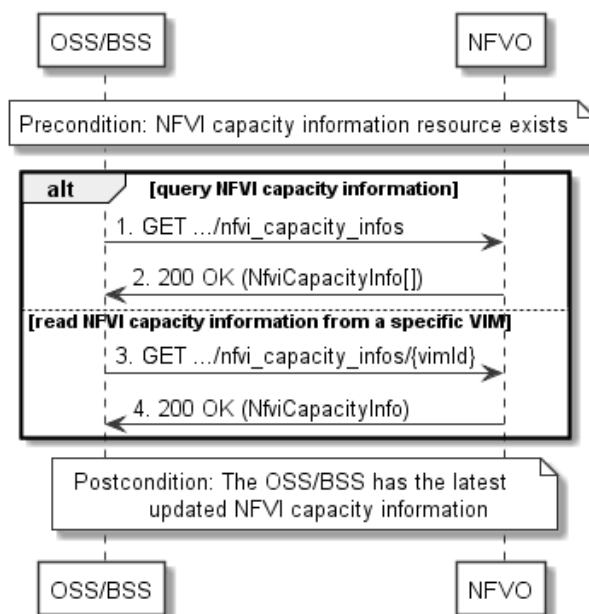 OSS/BSS NFVO
Precondition: NFVI capacity information resource exists
alt [query NFVI capacity information]
1. GET .../nfvi_capacity_infos
2. 200 OK (NfviCapacityInfo[])
[read NFVI capacity information from a specific VIM]
3. GET .../nfvi_capacity_infos/{vimId}
4. 200 OK (NfviCapacityInfo)
Postcondition: The OSS/BSS has the latest
updated NFVI capacity information
OSS/BSS NFVO